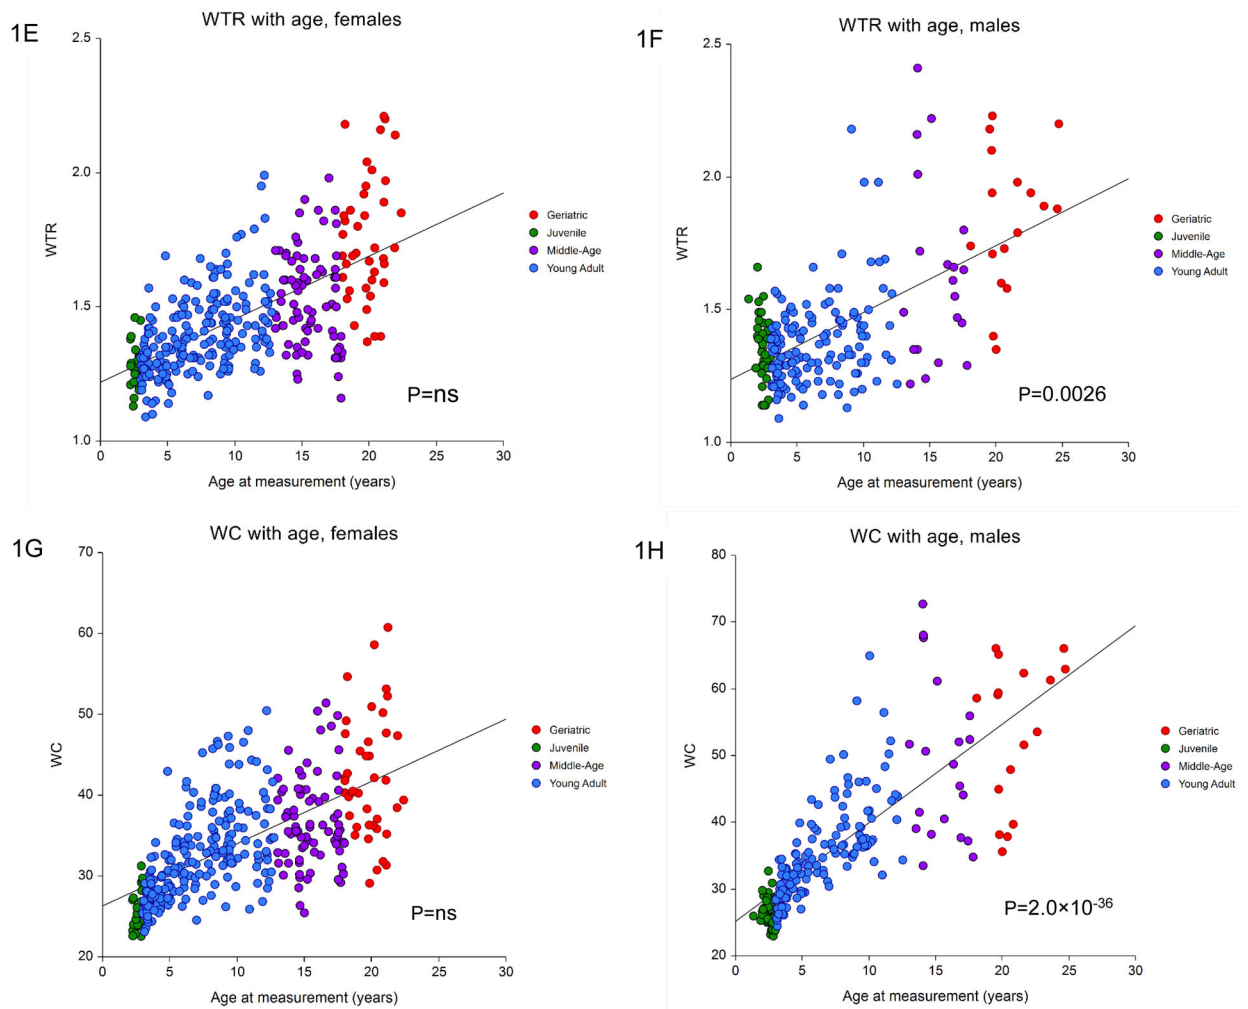 1E
WTR with age, females
2.5
2.0
1.5
1.0
WTR
0 5 10 15 20 25 30
Age at measurement (years)
Geriatric
Juvenile
Middle-Age
Young Adult
P=ns
1F
WTR with age, males
2.5
2.0
1.5
1.0
WTR
0 5 10 15 20 25 30
Age at measurement (years)
Geriatric
Juvenile
Middle-Age
Young Adult
P=0.0026
1G
WC with age, females
70
60
50
40
30
20
WC
0 5 10 15 20 25 30
Age at measurement (years)
Geriatric
Juvenile
Middle-Age
Young Adult
P=ns
1H
WC with age, males
80
70
60
50
40
30
20
WC
0 5 10 15 20 25 30
Age at measurement (years)
Geriatric
Juvenile
Middle-Age
Young Adult
P=2.0×10-36